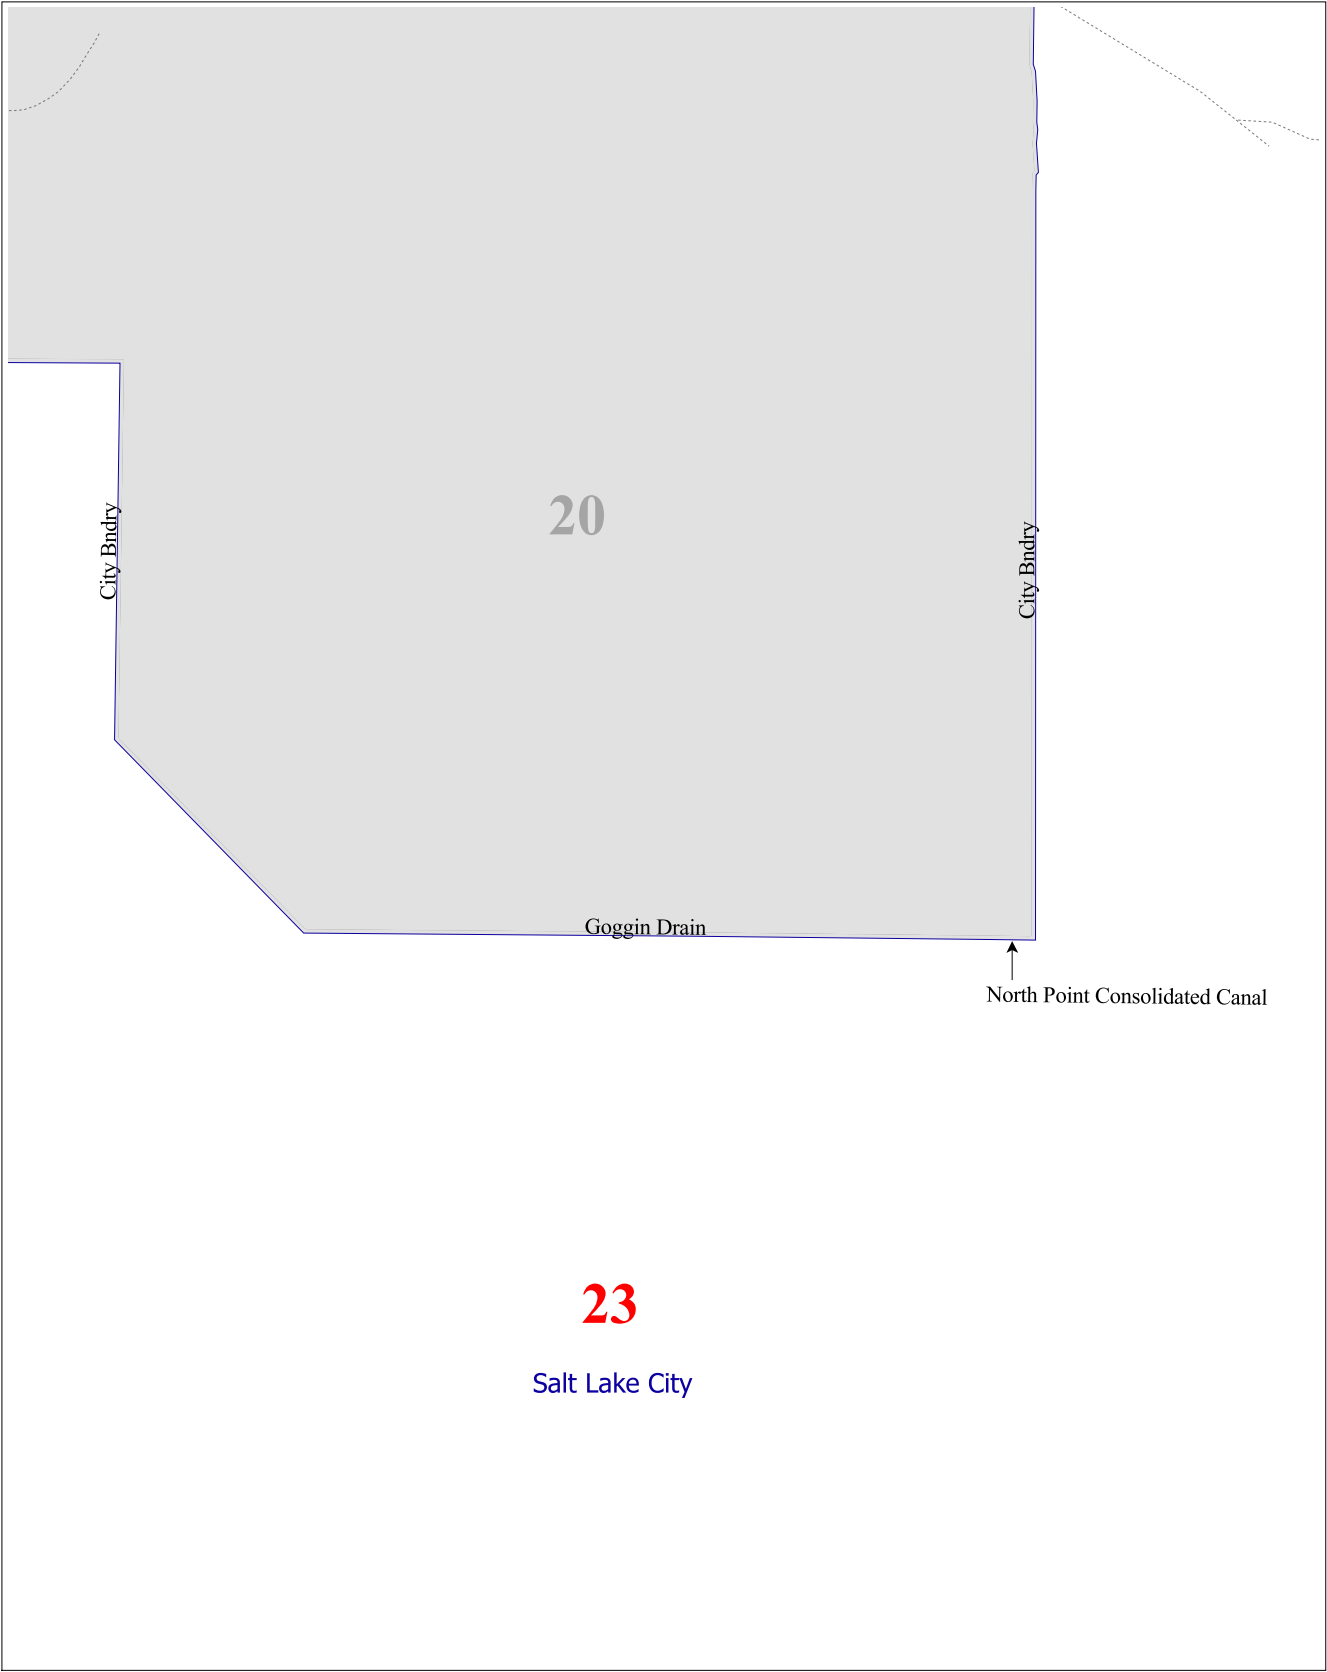 20
City Bndry
City Bndry
Goggin Drain
North Point Consolidated Canal
23
Salt Lake City